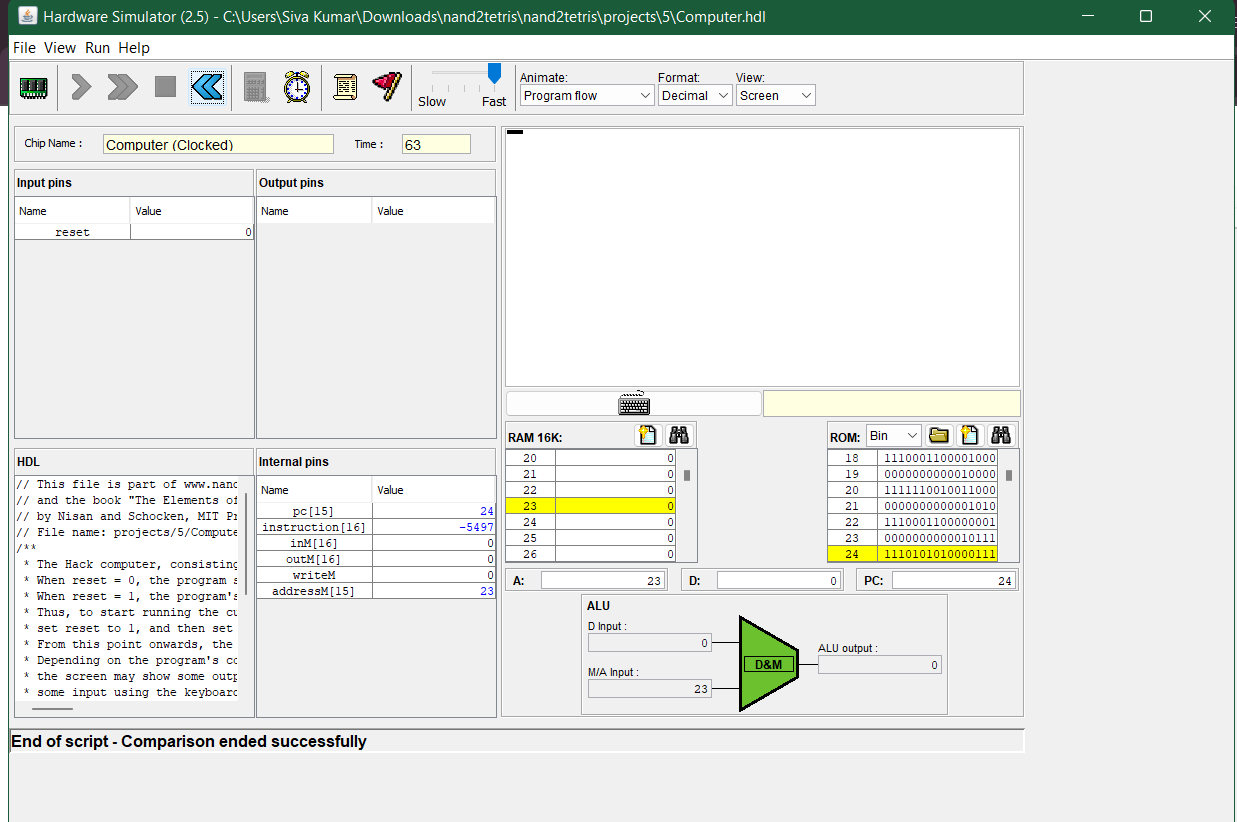 Hardware Simulator (2.5) - C:\Users\Siva Kumar\Downloads\nand2tetris\nand2tetris\projects\5\Computer.hdl
File View Run Help
Slow Fast
Animate: Format: View:
Program flow Decimal Screen
Chip Name : Computer (Clocked) Time : 63
Input pins
Name Value
reset 0
Output pins
Name Value
HDL
// This file is part of www.nand
// and the book "The Elements of
// by Nisan and Schocken, MIT Pr
// File name: projects/5/Compute
/**
* The Hack computer, consisting
* When reset = 0, the program s
* When reset = 1, the program's
* Thus, to start running the cu
* set reset to 1, and then set
* From this point onwards, the
* Depending on the program's co
* the screen may show some outp
* some input using the keyboard
Internal pins
Name Value
pc[15] 24
instruction[16] -5497
inM[16] 0
outM[16] 0
writeM 0
addressM[15] 23
RAM 16K:
20 0
21 0
22 0
23 0
24 0
25 0
26 0
ROM: Bin
18 1110001100001000
19 0000000000010000
20 1111110010011000
21 0000000000001010
22 1110001100000001
23 0000000000010111
24 1110101010000111
A: 23 D: 0 PC: 24
ALU
D Input :
0
M/A Input :
23
D&M
ALU output :
0
End of script - Comparison ended successfully